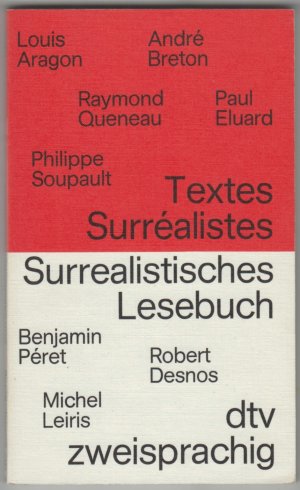 Louis
Aragon
André
Breton
Raymond
Queneau
Paul
Eluard
Philippe
Soupault
Textes
Surréalistes
Surrealistisches
Lesebuch
Benjamin
Péret
Robert
Desnos
Michel
Leiris
dtv
zweisprachig